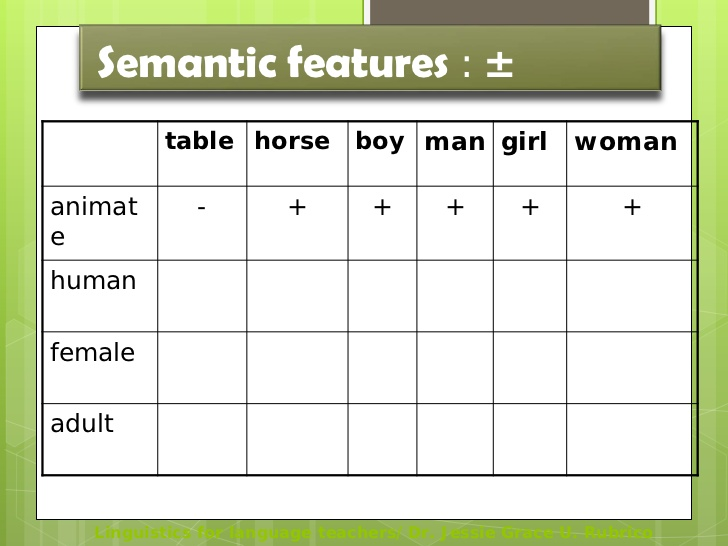 Semantic features : ±
table horse boy man girl woman
animat - + + + + +
e
human
female
adult
Linguistics for language teachers/ Dr. Jessie Grace U. Rubrico